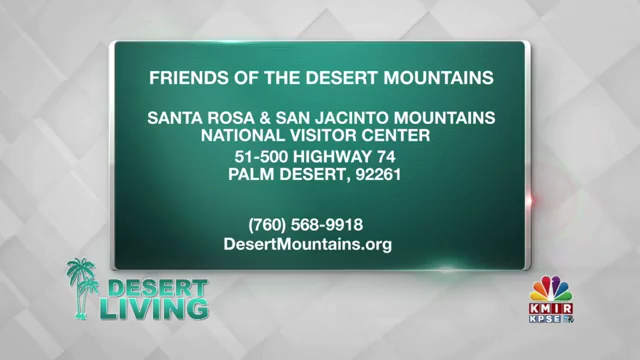 FRIENDS OF THE DESERT MOUNTAINS
SANTA ROSA & SAN JACINTO MOUNTAINS
NATIONAL VISITOR CENTER
51-500 HIGHWAY 74
PALM DESERT, 92261
(760) 568-9918
DesertMountains.org
DESERT
LIVING
KMIR
KPSE